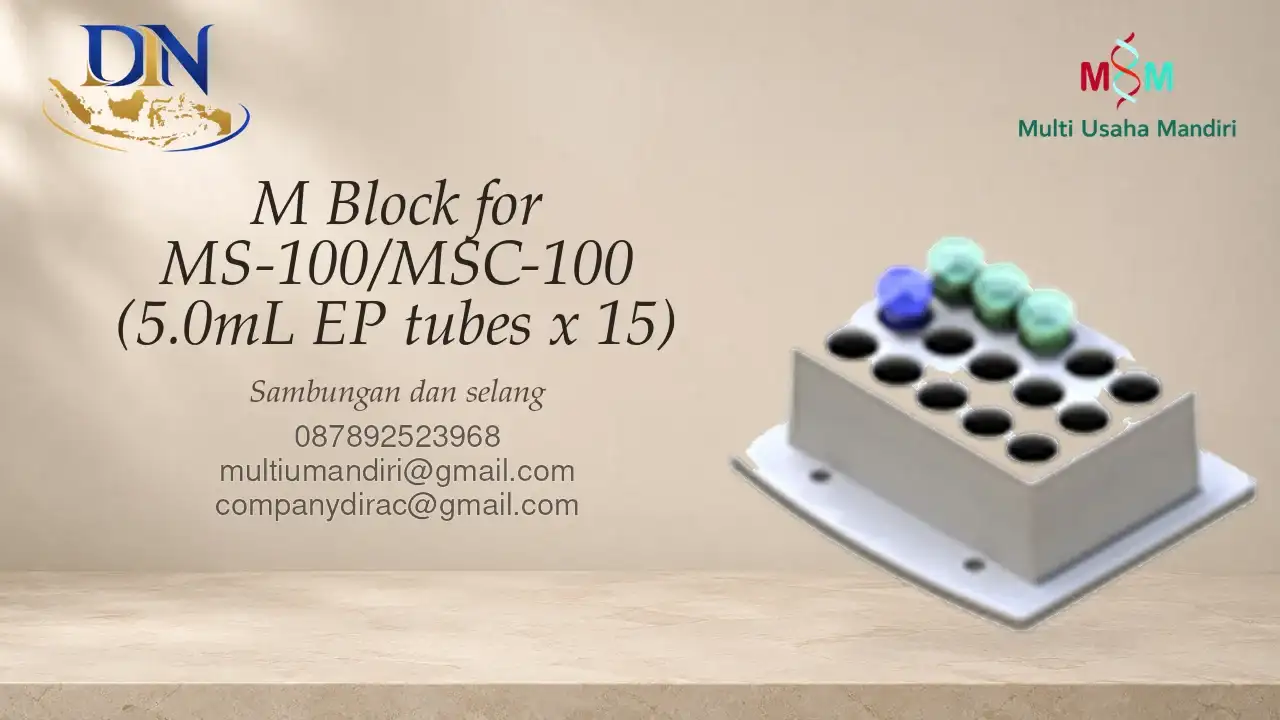 DN
M M
Multi Usaha Mandiri
M Block for
MS-100/MSC-100
(5.0mL EP tubes x 15)
Sambungan dan selang
087892523968
multiumandiri@gmail.com
companydirac@gmail.com